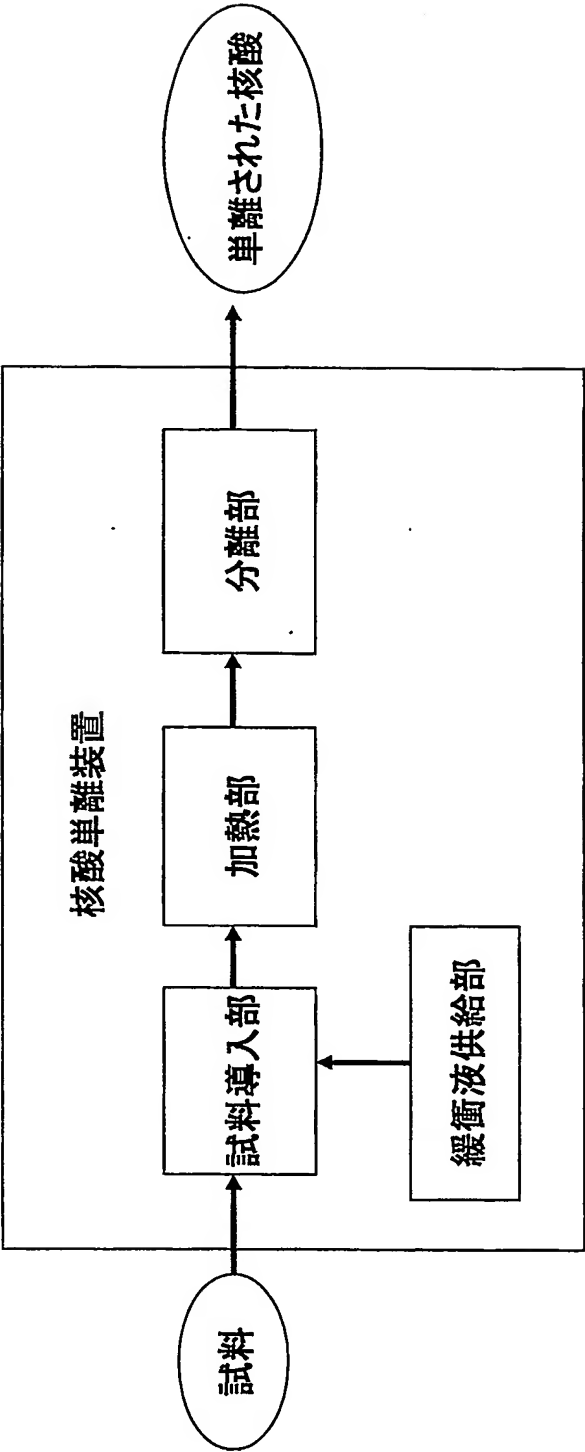 核酸単離装置
試料
試料導入部
加熱部
分離部
単離された核酸
緩衝液供給部